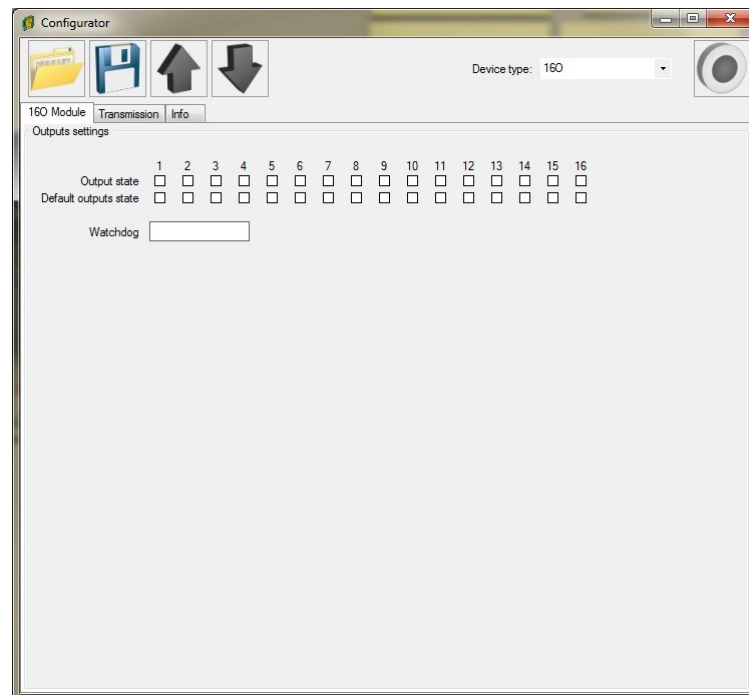 Configurator
Device type: 16O
16O Module Transmission Info
Outputs settings
1 2 3 4 5 6 7 8 9 10 11 12 13 14 15 16
Output state
Default outputs state
Watchdog